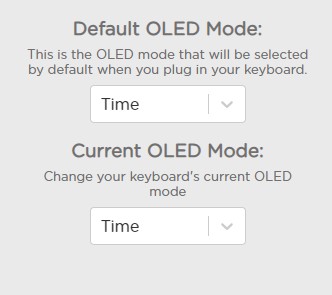 Default OLED Mode:
This is the OLED mode that will be selected
by default when you plug in your keyboard.
Time
Current OLED Mode:
Change your keyboard's current OLED
mode
Time